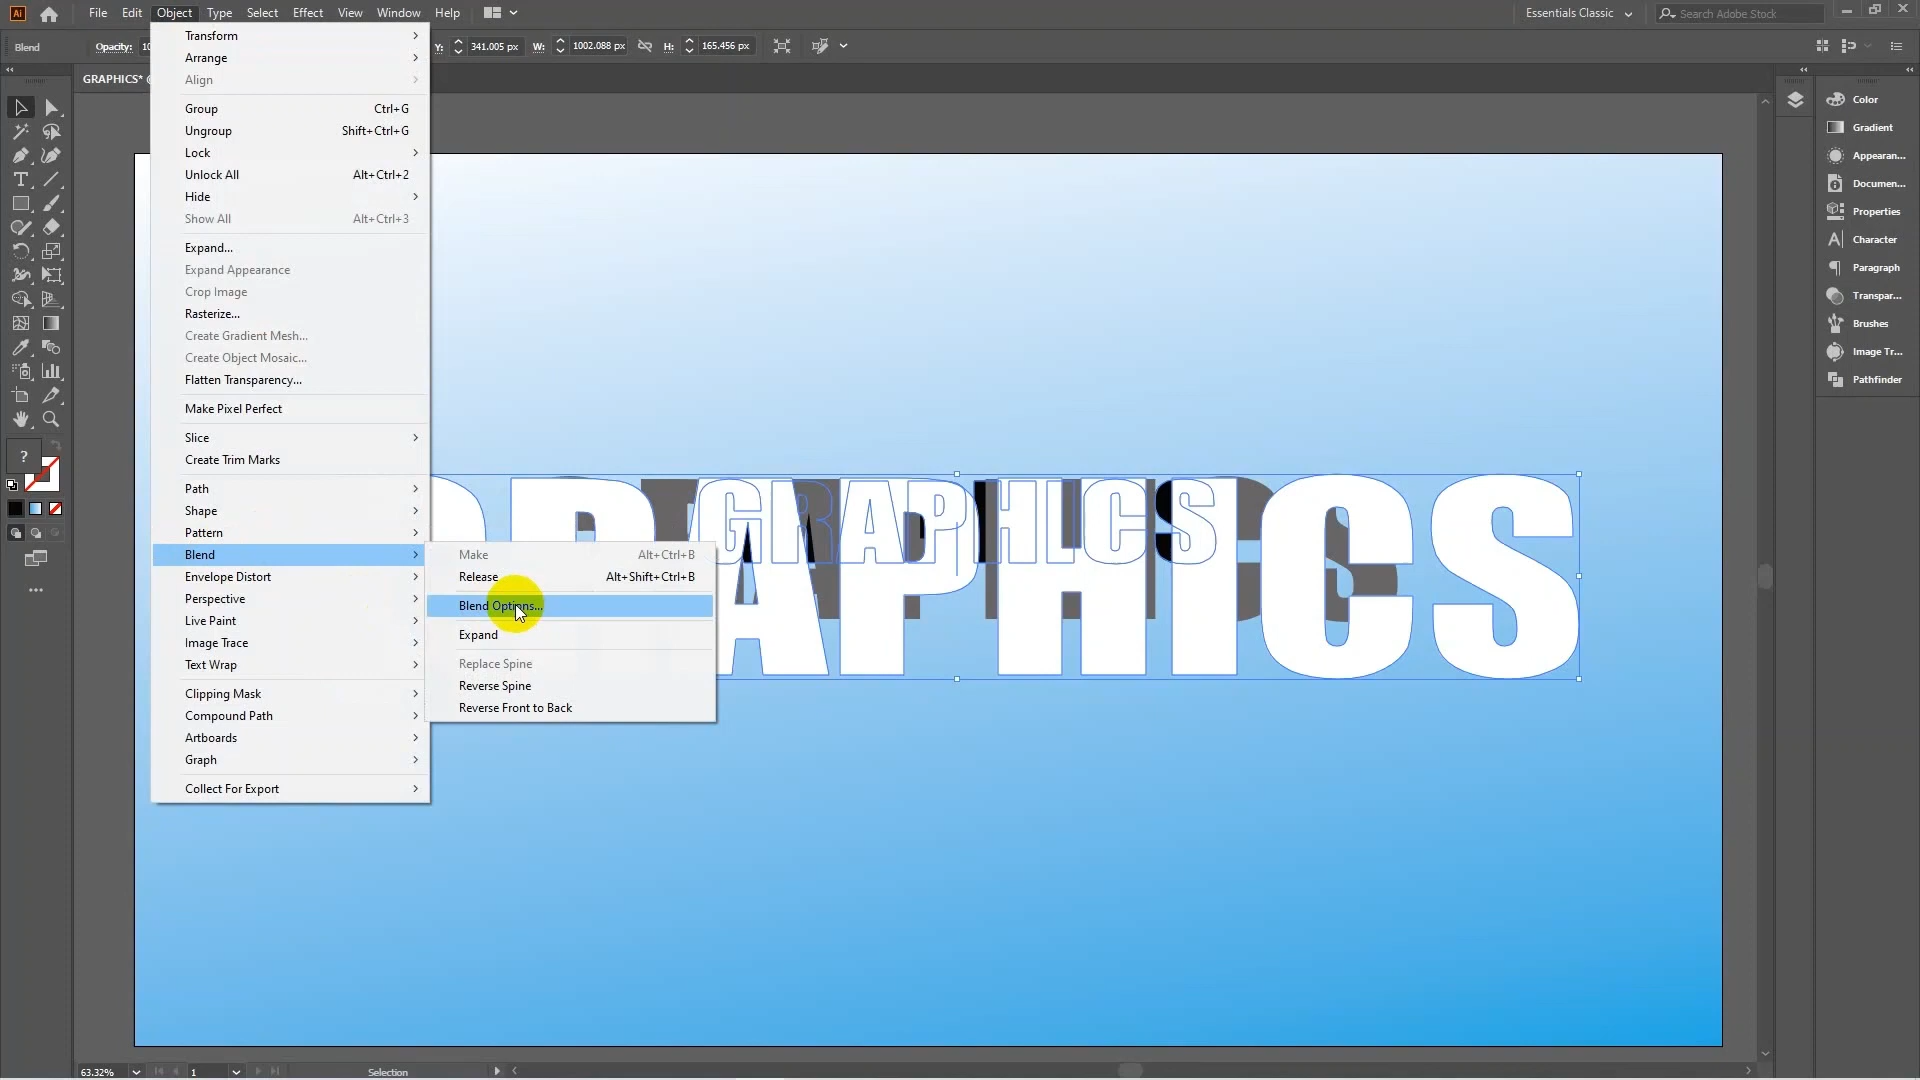 Ai File Edit Object Type Select Effect View Window Help Essentials Classic Search Adobe Stock
Blend Opacity: 10 Y: 341.005 px W: 1002.088 px H: 165.456 px
GRAPHICS*
Transform
Arrange
Align
Group Ctrl+G
Ungroup Shift+Ctrl+G
Lock
Unlock All Alt+Ctrl+2
Hide
Show All Alt+Ctrl+3
Expand...
Expand Appearance
Crop Image
Rasterize...
Create Gradient Mesh...
Create Object Mosaic...
Flatten Transparency...
Make Pixel Perfect
Slice
Create Trim Marks
Path
Shape
Pattern
Blend
Envelope Distort
Perspective
Live Paint
Image Trace
Text Wrap
Clipping Mask
Compound Path
Artboards
Graph
Collect For Export
Make Alt+Ctrl+B
Release Alt+Shift+Ctrl+B
Blend Options...
Expand
Replace Spine
Reverse Spine
Reverse Front to Back
GRAPHICS
RAPHICS
Color
Gradient
Appearan...
Documen...
Properties
Character
Paragraph
Transpar...
Brushes
Image Tr...
Pathfinder
?
63.32% 1 Selection